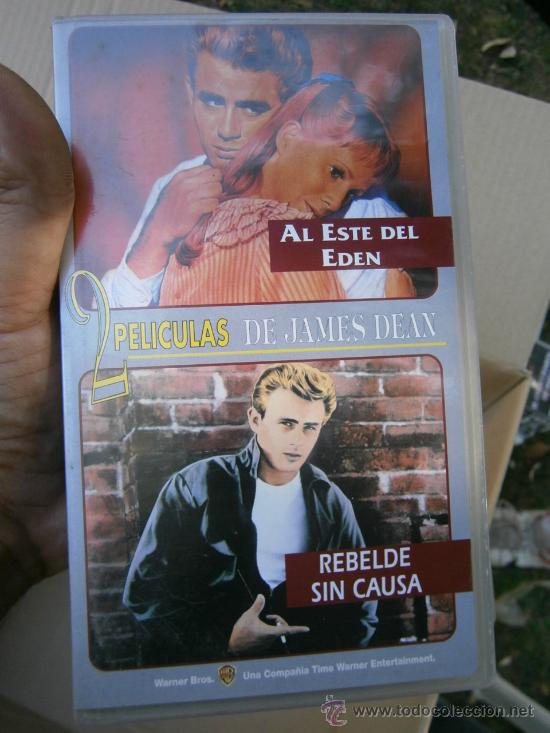 AL ESTE DEL
EDEN
2 PELICULAS DE JAMES DEAN
REBELDE
SIN CAUSA
Warner Bros. Una Compañia Time Warner Entertainment.
www.todocoleccion.net